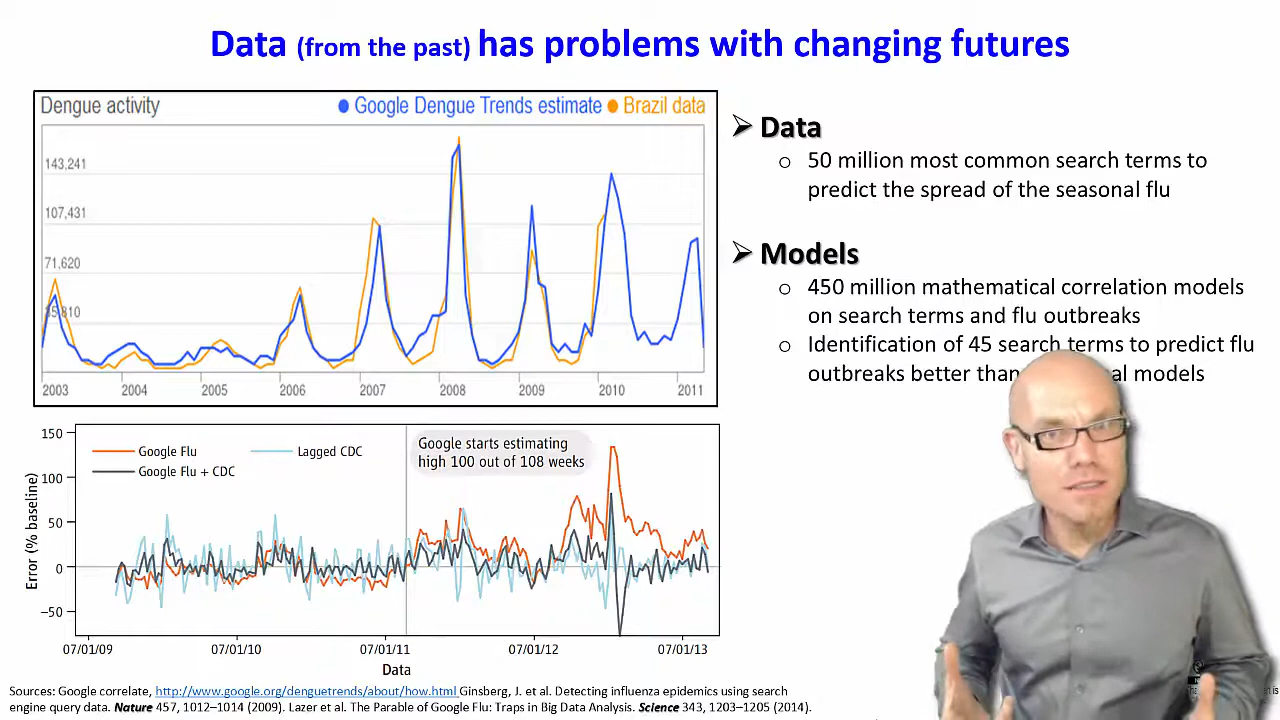 Data (from the past) has problems with changing futures
Dengue activity
Google Dengue Trends estimate
Brazil data
143,241
107,431
71,620
35,810
2003
2004
2005
2006
2007
2008
2009
2010
2011
Data
50 million most common search terms to
predict the spread of the seasonal flu
Models
450 million mathematical correlation models
on search terms and flu outbreaks
Identification of 45 search terms to predict flu
outbreaks better than al models
Google Flu
Lagged CDC
Google Flu + CDC
Google starts estimating
high 100 out of 108 weeks
Error (% baseline)
150
100
50
0
–50
07/01/09
07/01/10
07/01/11
07/01/12
07/01/13
Data
Sources: Google correlate, http://www.google.org/denguetrends/about/how.html Ginsberg, J. et al. Detecting influenza epidemics using search
engine query data. Nature 457, 1012–1014 (2009). Lazer et al. The Parable of Google Flu: Traps in Big Data Analysis. Science 343, 1203–1205 (2014).